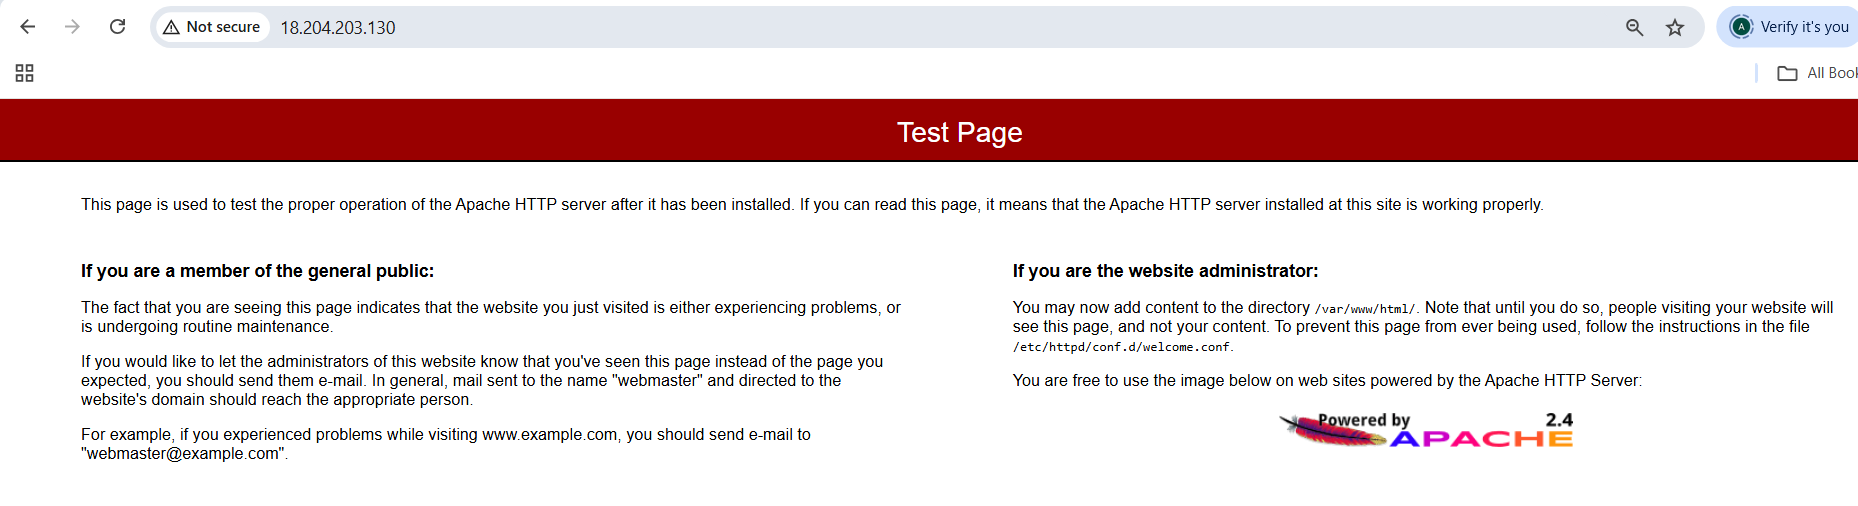 Not secure
18.204.203.130
A
Verify it's you
All Book
Test Page
This page is used to test the proper operation of the Apache HTTP server after it has been installed. If you can read this page, it means that the Apache HTTP server installed at this site is working properly.
If you are a member of the general public:
The fact that you are seeing this page indicates that the website you just visited is either experiencing problems, or
is undergoing routine maintenance.
If you would like to let the administrators of this website know that you've seen this page instead of the page you
expected, you should send them e-mail. In general, mail sent to the name "webmaster" and directed to the
website's domain should reach the appropriate person.
For example, if you experienced problems while visiting www.example.com, you should send e-mail to
"webmaster@example.com".
If you are the website administrator:
You may now add content to the directory /var/www/html/. Note that until you do so, people visiting your website will
see this page, and not your content. To prevent this page from ever being used, follow the instructions in the file
/etc/httpd/conf.d/welcome.conf.
You are free to use the image below on web sites powered by the Apache HTTP Server:
Powered by 2.4
APACHE